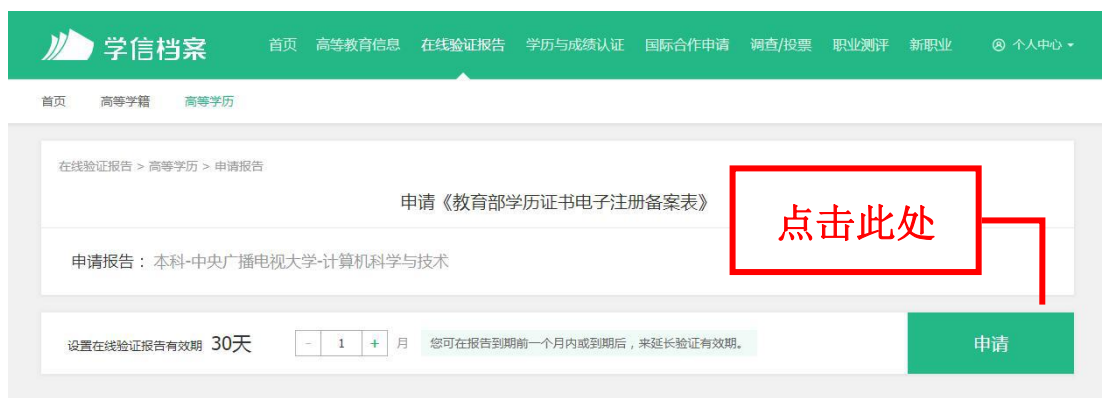 学信档案 首页 高等教育信息 在线验证报告 学历与成绩认证 国际合作申请 调查/投票 职业测评 新职业 个人中心
首页 高等学籍 高等学历
在线验证报告 > 高等学历 > 申请报告
申请《教育部学历证书电子注册备案表》
点击此处
申请报告： 本科-中央广播电视大学-计算机科学与技术
设置在线验证报告有效期 30天 - 1 + 月 您可在报告到期前一个月内或到期后，来延长验证有效期。 申请